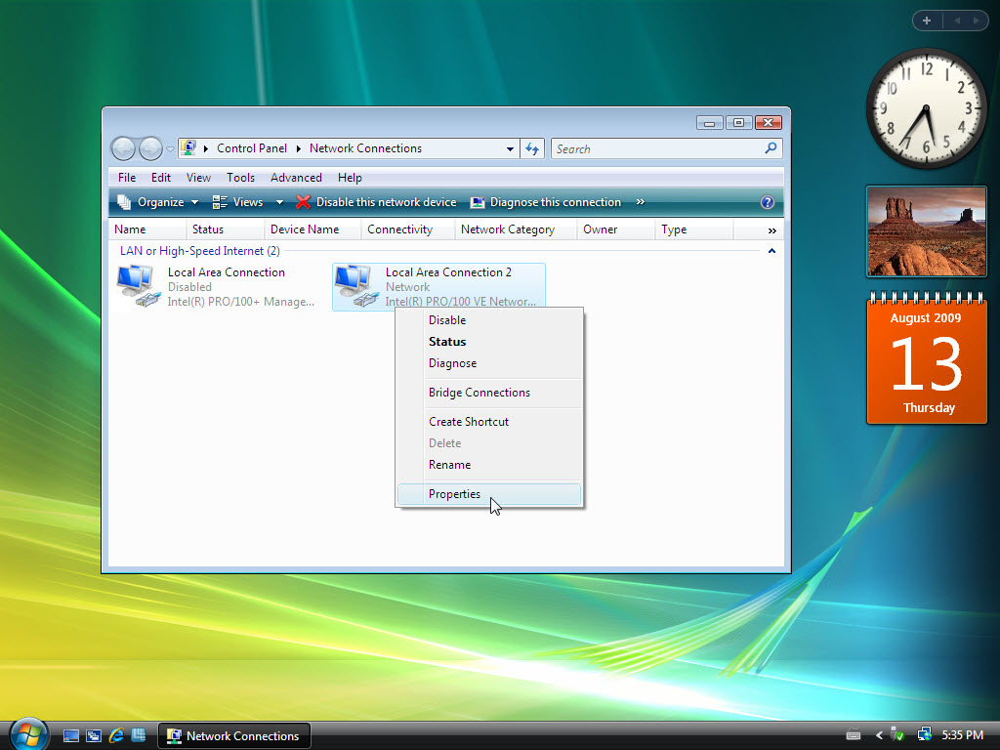 Control Panel
Network Connections
Search
File Edit View Tools Advanced Help
Organize Views Disable this network device Diagnose this connection »
Name Status Device Name Connectivity Network Category Owner Type »
LAN or High-Speed Internet (2)
Local Area Connection
Disabled
Intel(R) PRO/100+ Manage...
Local Area Connection 2
Network
Intel(R) PRO/100 VE Networ...
Disable
Status
Diagnose
Bridge Connections
Create Shortcut
Delete
Rename
Properties
12
1
2
3
4
5
6
7
8
9
10
11
August 2009
13
Thursday
Network Connections
5:35 PM